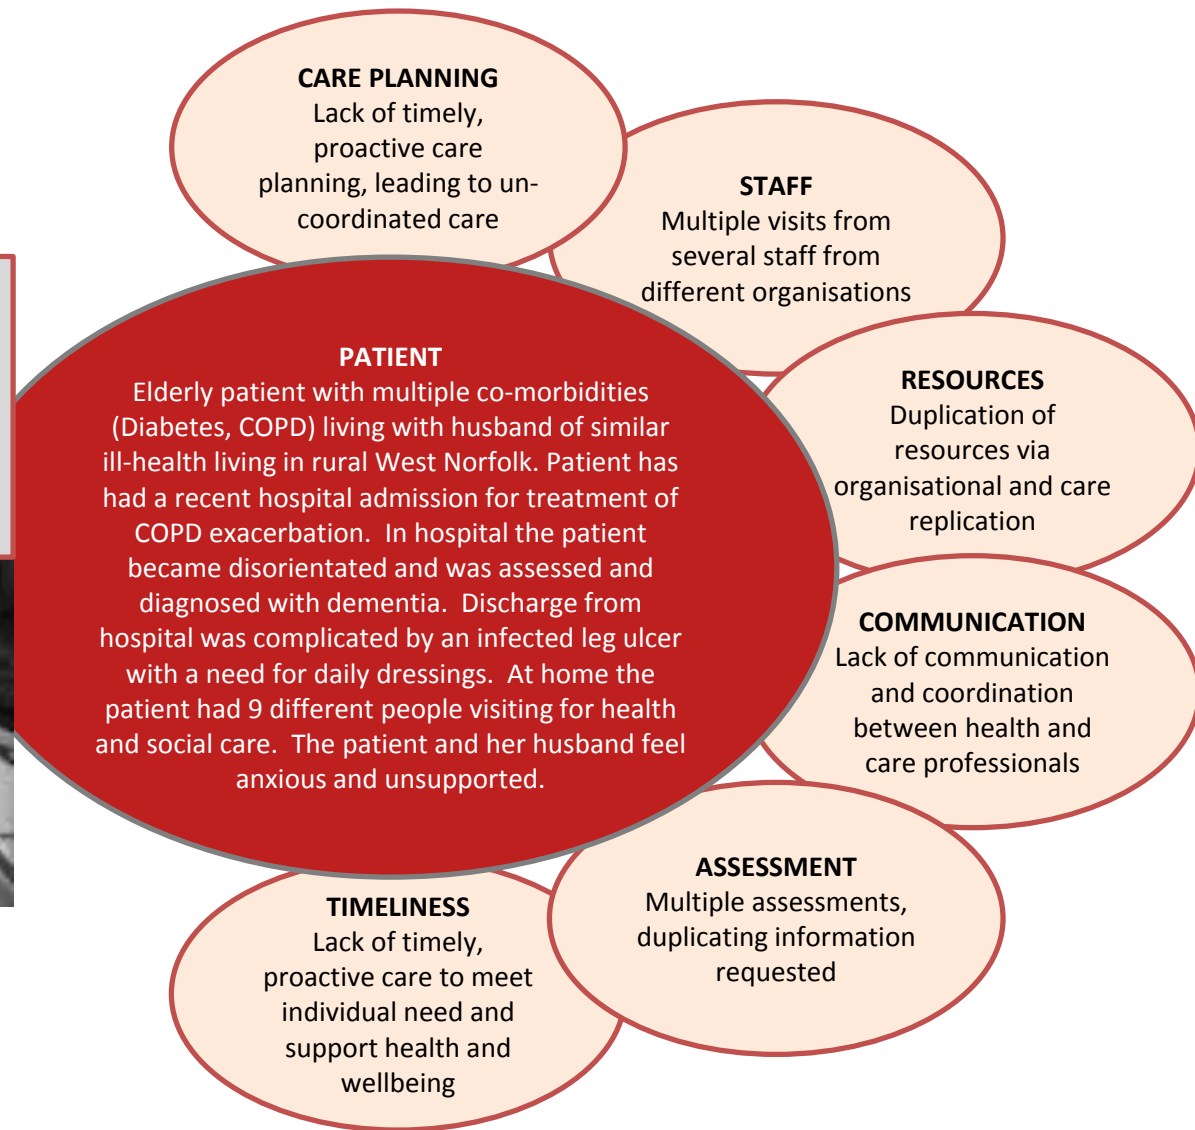 CARE PLANNING
Lack of timely,
proactive care
planning, leading to un-
coordinated care
STAFF
Multiple visits from
several staff from
different organisations
RESOURCES
Duplication of
resources via
organisational and care
replication
PATIENT
Elderly patient with multiple co-morbidities
(Diabetes, COPD) living with husband of similar
ill-health living in rural West Norfolk. Patient has
had a recent hospital admission for treatment of
COPD exacerbation.  In hospital the patient
became disorientated and was assessed and
diagnosed with dementia.  Discharge from
hospital was complicated by an infected leg ulcer
with a need for daily dressings.  At home the
patient had 9 different people visiting for health
and social care.  The patient and her husband feel
anxious and unsupported.
COMMUNICATION
Lack of communication
and coordination
between health and
care professionals
ASSESSMENT
Multiple assessments,
duplicating information
requested
TIMELINESS
Lack of timely,
proactive care to meet
individual need and
support health and
wellbeing